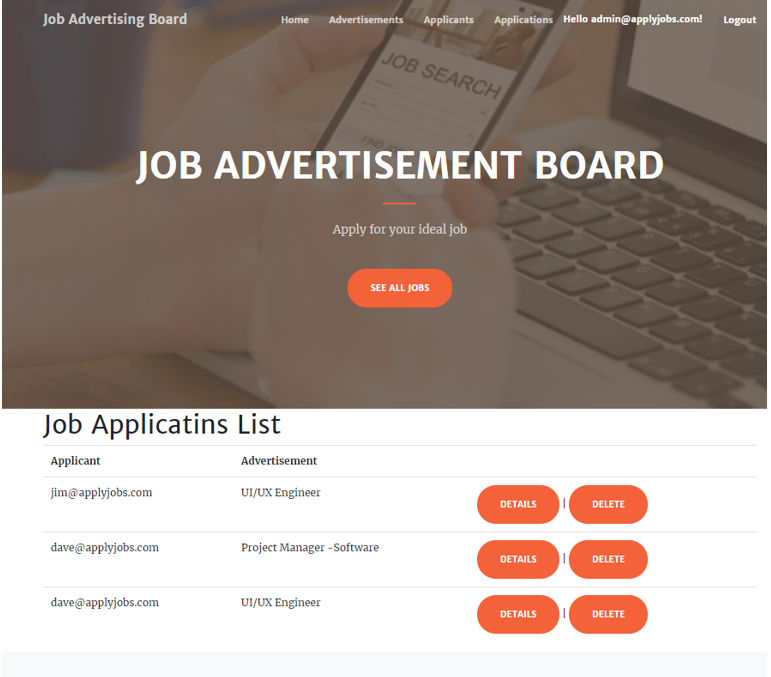 Job Advertising Board Home Advertisements Applicants Applications Hello admin@applyjobs.com! Logout
JOB SEARCH
JOB ADVERTISEMENT BOARD
Apply for your ideal job
SEE ALL JOBS
Job Applicatins List
Applicant Advertisement
jim@applyjobs.com UI/UX Engineer DETAILS | DELETE
dave@applyjobs.com Project Manager -Software DETAILS | DELETE
dave@applyjobs.com UI/UX Engineer DETAILS | DELETE